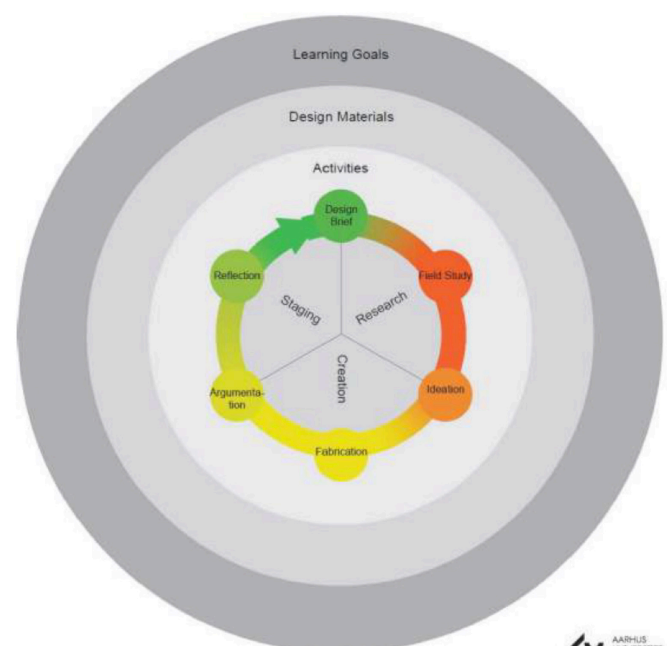 Learning Goals
Design Materials
Activities
Design
Brief
Reflection
Field Study
Staging
Research
Creation
Argumenta-
tion
Ideation
Fabrication
AARHUS